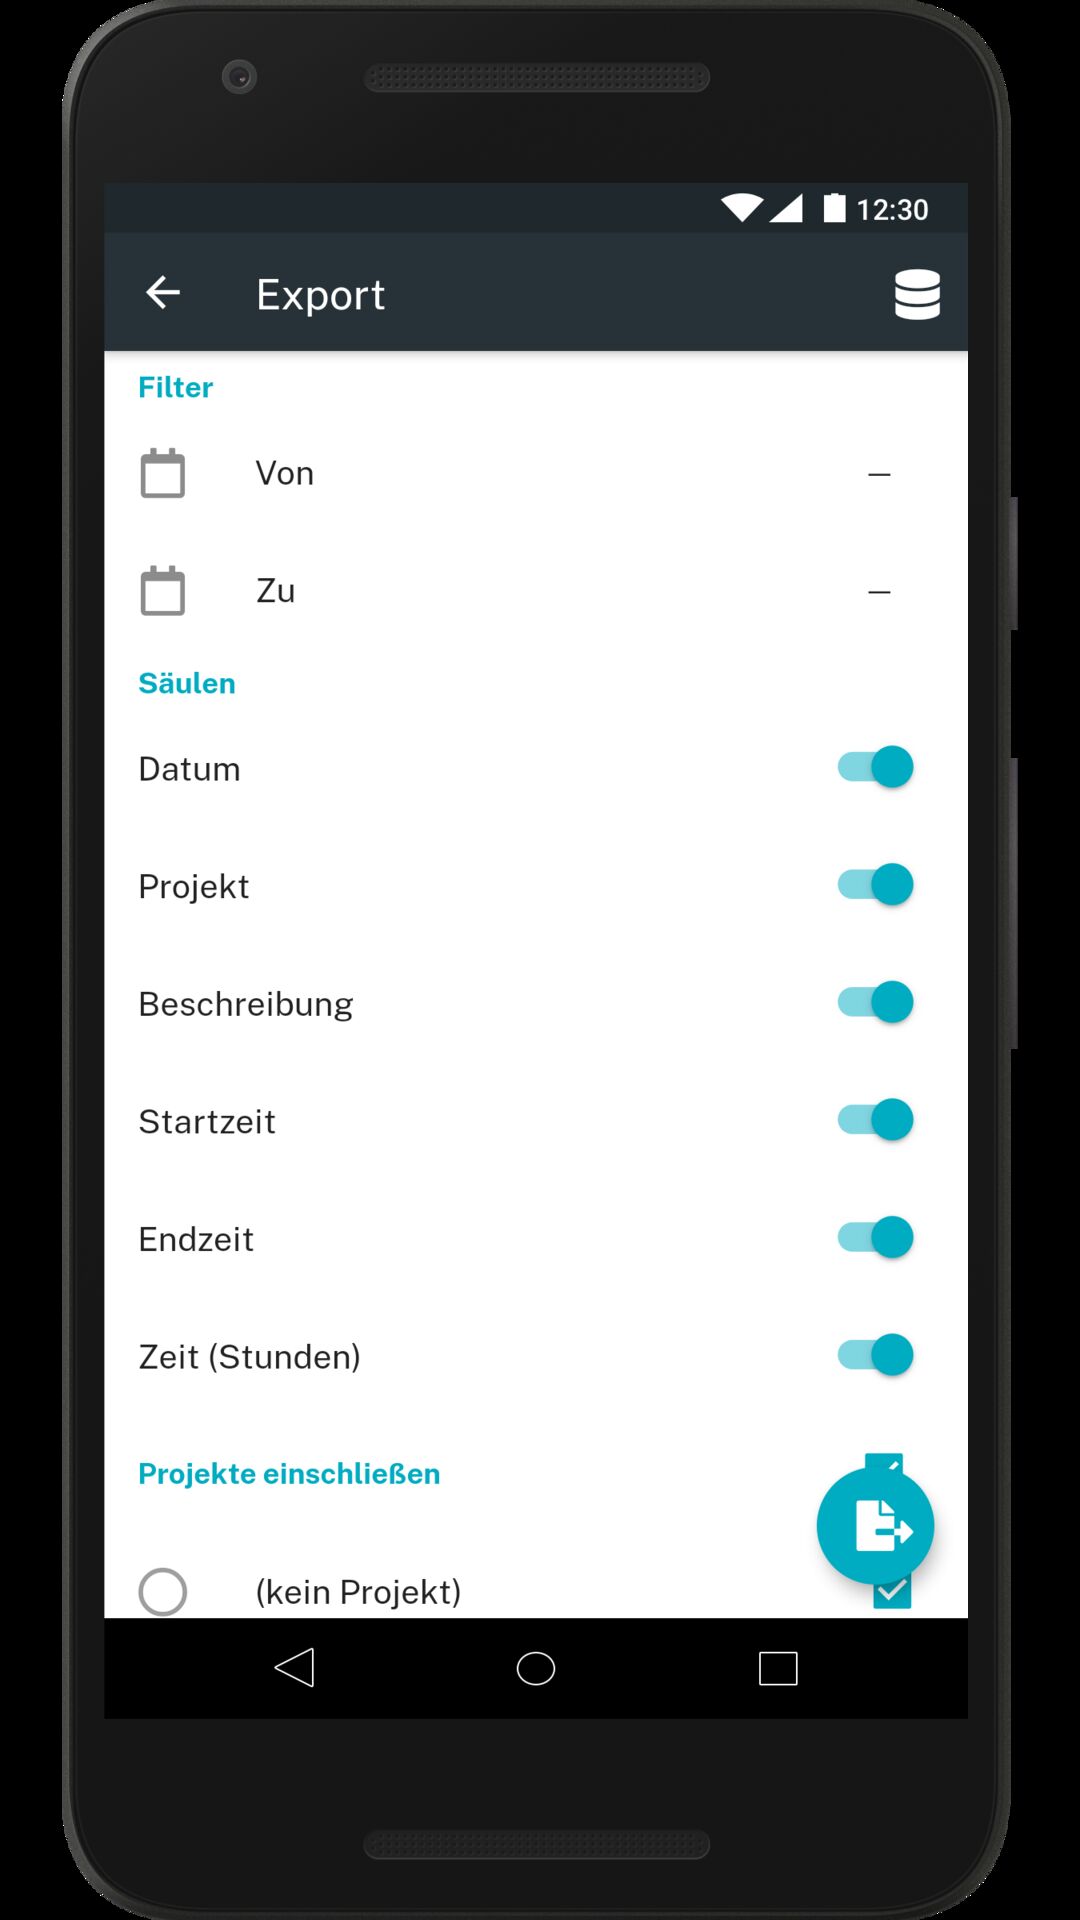 12:30
Export
Filter
Von –
Zu –
Säulen
Datum
Projekt
Beschreibung
Startzeit
Endzeit
Zeit (Stunden)
Projekte einschließen
(kein Projekt)